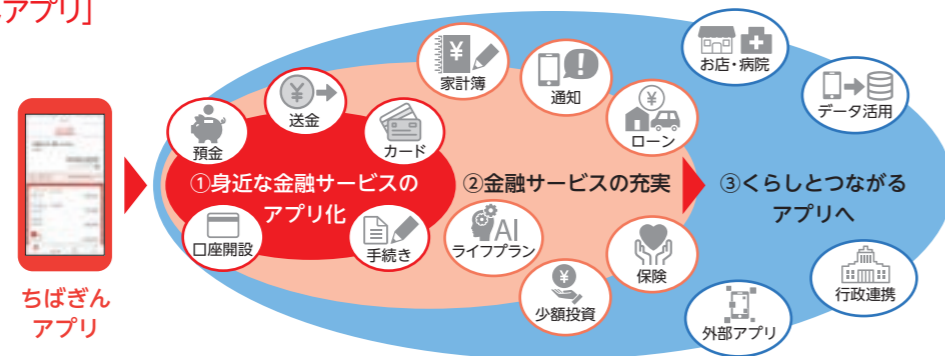 アプリ]
ちばぎん
アプリ
①身近な金融サービスの
アプリ化
預金
送金
カード
口座開設
手続き
②金融サービスの充実
家計簿
通知
ローン
AI
ライフプラン
少額投資
保険
③くらしとつながる
アプリへ
お店・病院
データ活用
外部アプリ
行政連携